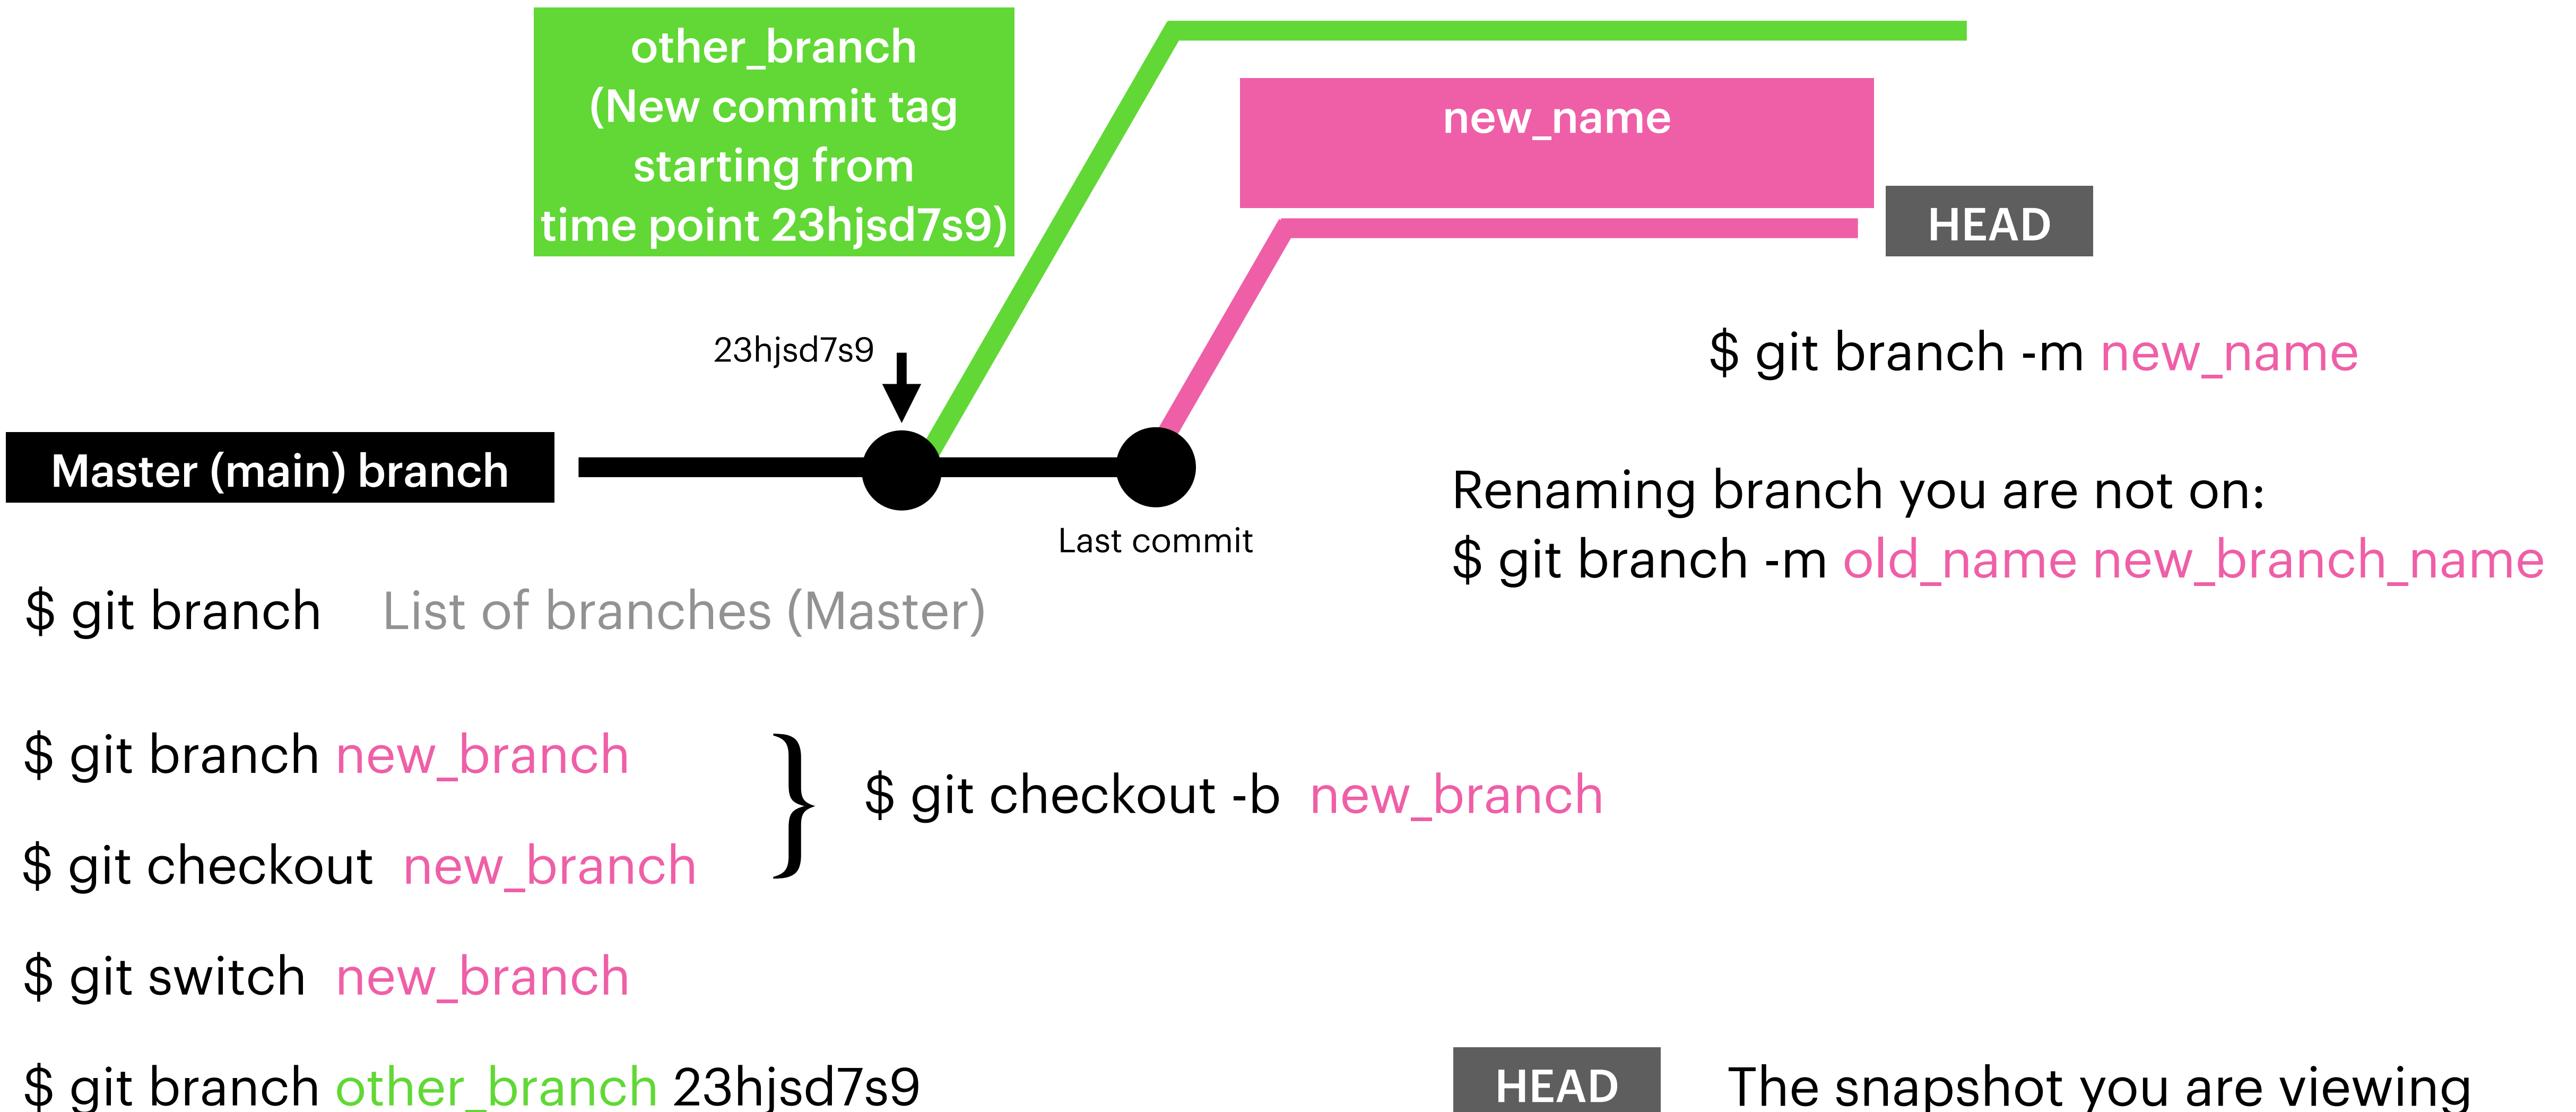 other_branch
(New commit tag
starting from
time point 23hjsd7s9)
new_name
HEAD
23hjsd7s9
$ git branch -m new_name
Master (main) branch
Last commit
Renaming branch you are not on:
$ git branch -m old_name new_branch_name
$ git branch List of branches (Master)
$ git branch new_branch
}
$ git checkout -b new_branch
$ git checkout new_branch
$ git switch new_branch
$ git branch other_branch 23hjsd7s9
HEAD The snapshot you are viewing